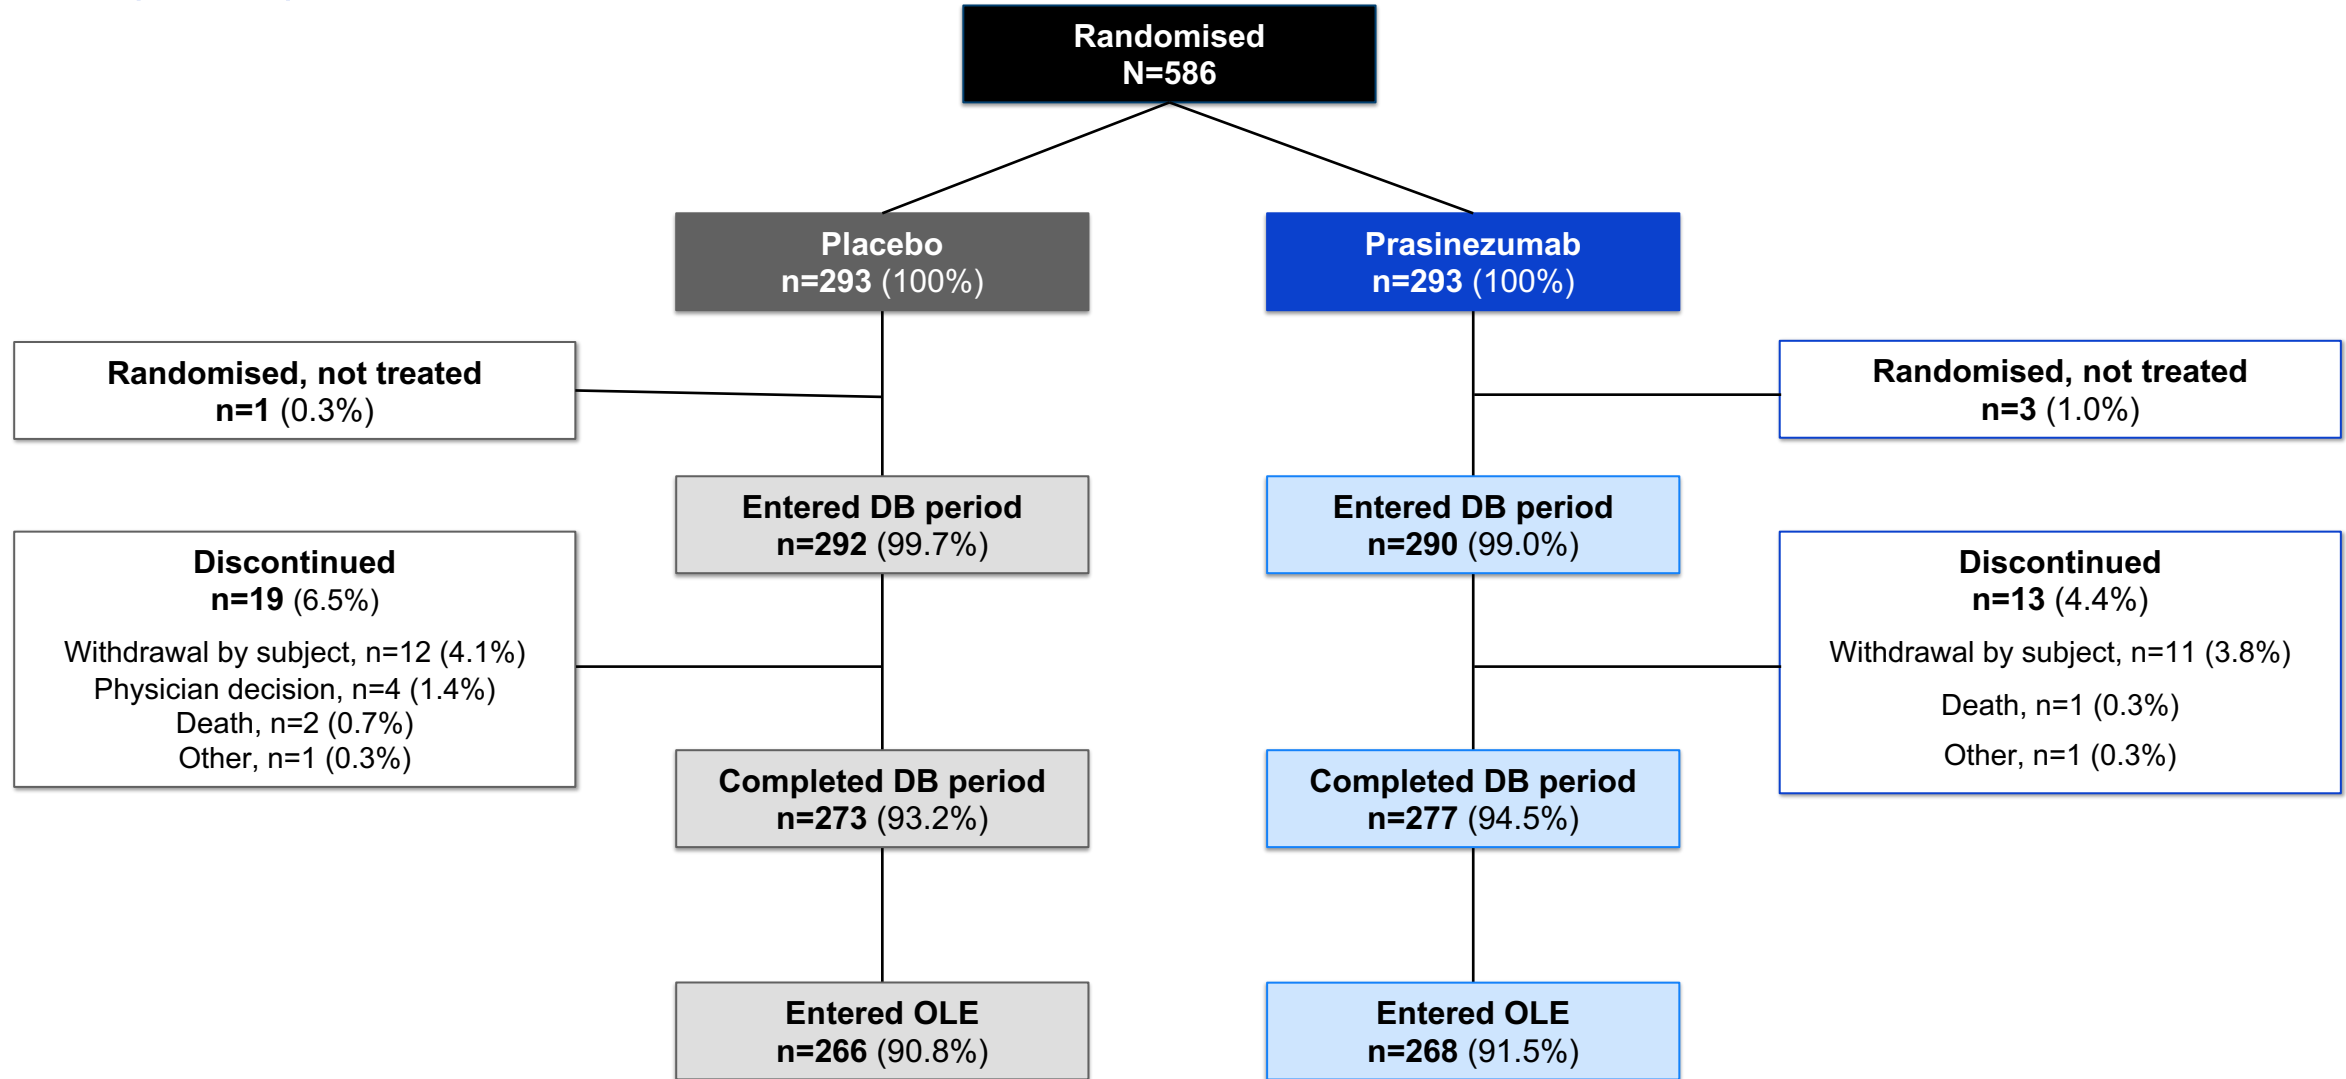 Randomised
N=586
Placebo
n=293 (100%)
Prasinezumab
n=293 (100%)
Randomised, not treated
n=1 (0.3%)
Randomised, not treated
n=3 (1.0%)
Entered DB period
n=292 (99.7%)
Entered DB period
n=290 (99.0%)
Discontinued
n=19 (6.5%)
Withdrawal by subject, n=12 (4.1%)
Physician decision, n=4 (1.4%)
Death, n=2 (0.7%)
Other, n=1 (0.3%)
Discontinued
n=13 (4.4%)
Withdrawal by subject, n=11 (3.8%)
Death, n=1 (0.3%)
Other, n=1 (0.3%)
Completed DB period
n=273 (93.2%)
Completed DB period
n=277 (94.5%)
Entered OLE
n=266 (90.8%)
Entered OLE
n=268 (91.5%)